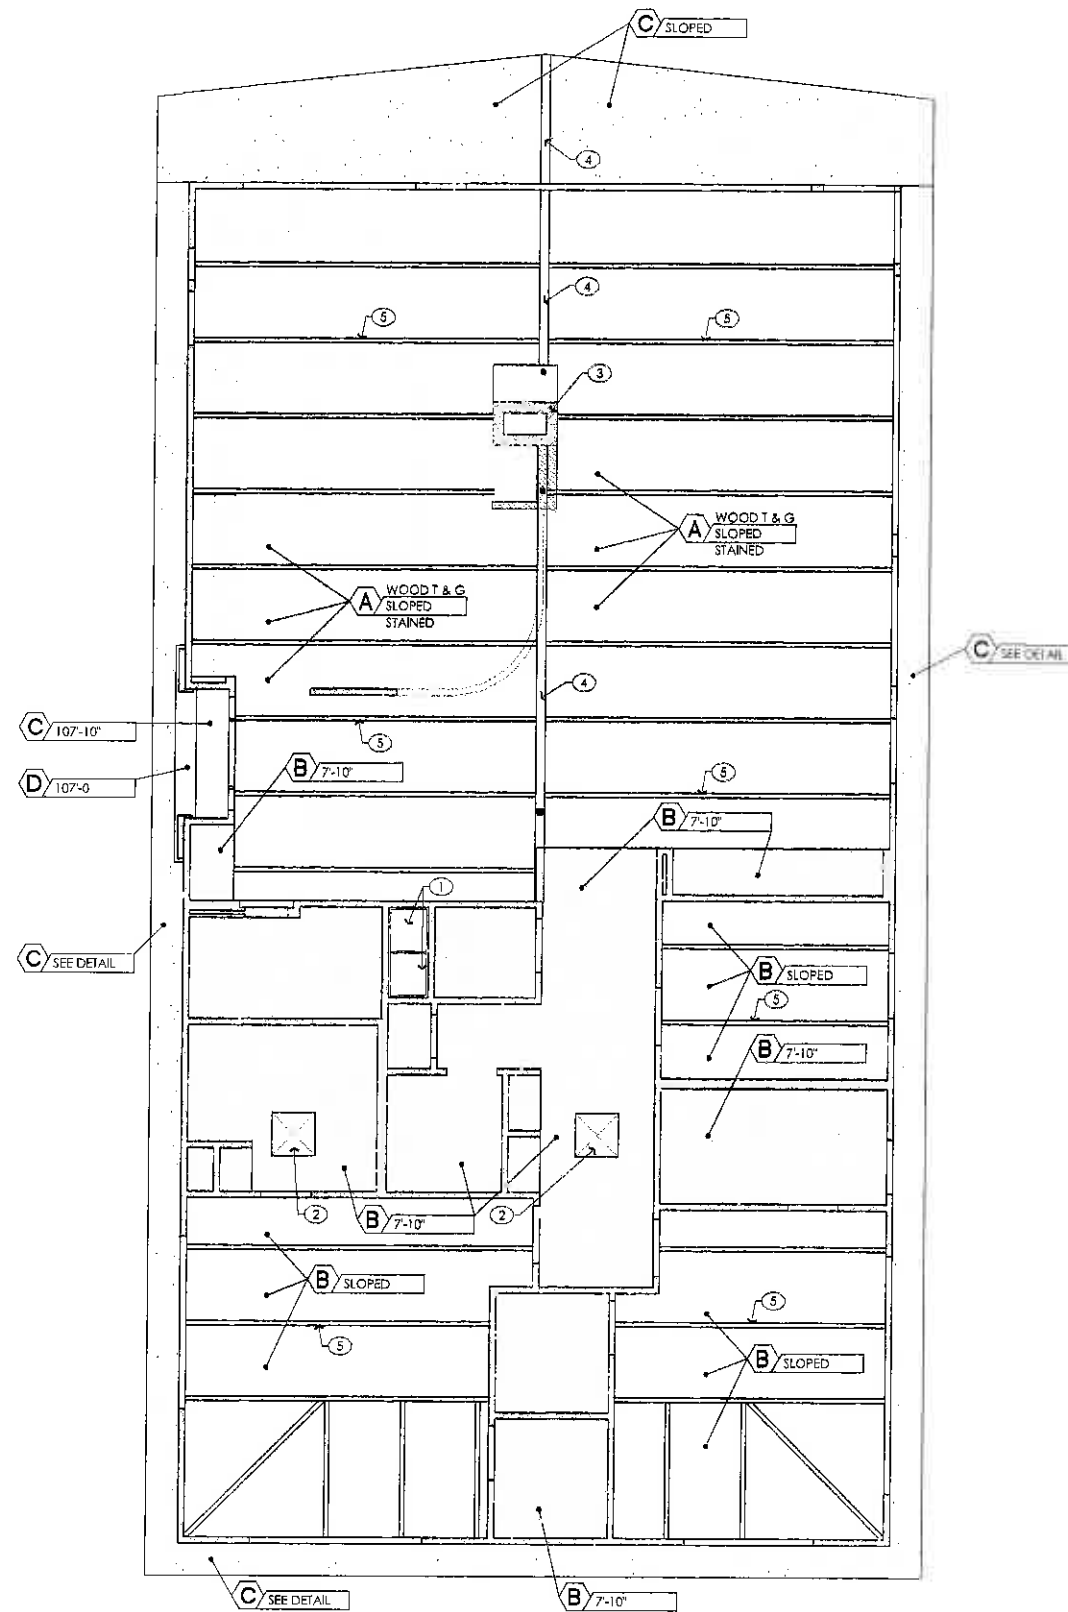 C SLOPED
4
4
5
5
3
A WOOD T & G
SLOPED
STAINED
A WOOD T & G
SLOPED
STAINED
C SEE DETAIL
4
C 107'-10"
5
B 7'-10"
D 107'-0
5
B 7'-10"
1
C SEE DETAIL
B SLOPED
5
B 7'-10"
2
B 7'-10"
2
B SLOPED
5
5
B SLOPED
C SEE DETAIL
B 7'-10"